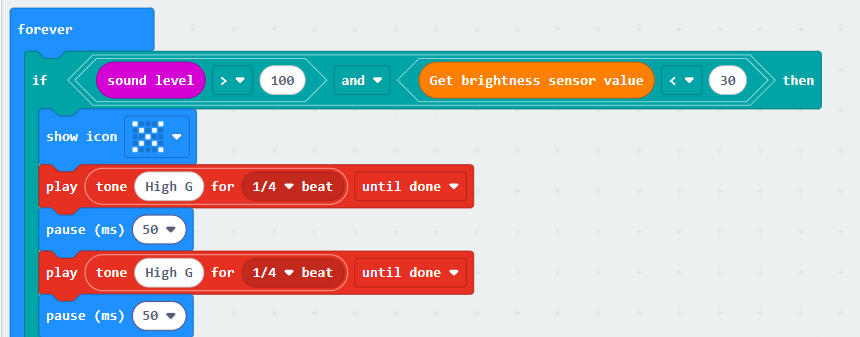 forever
if sound level > 100 and Get brightness sensor value < 30 then
show icon
play tone High G for 1/4 beat until done
pause (ms) 50
play tone High G for 1/4 beat until done
pause (ms) 50